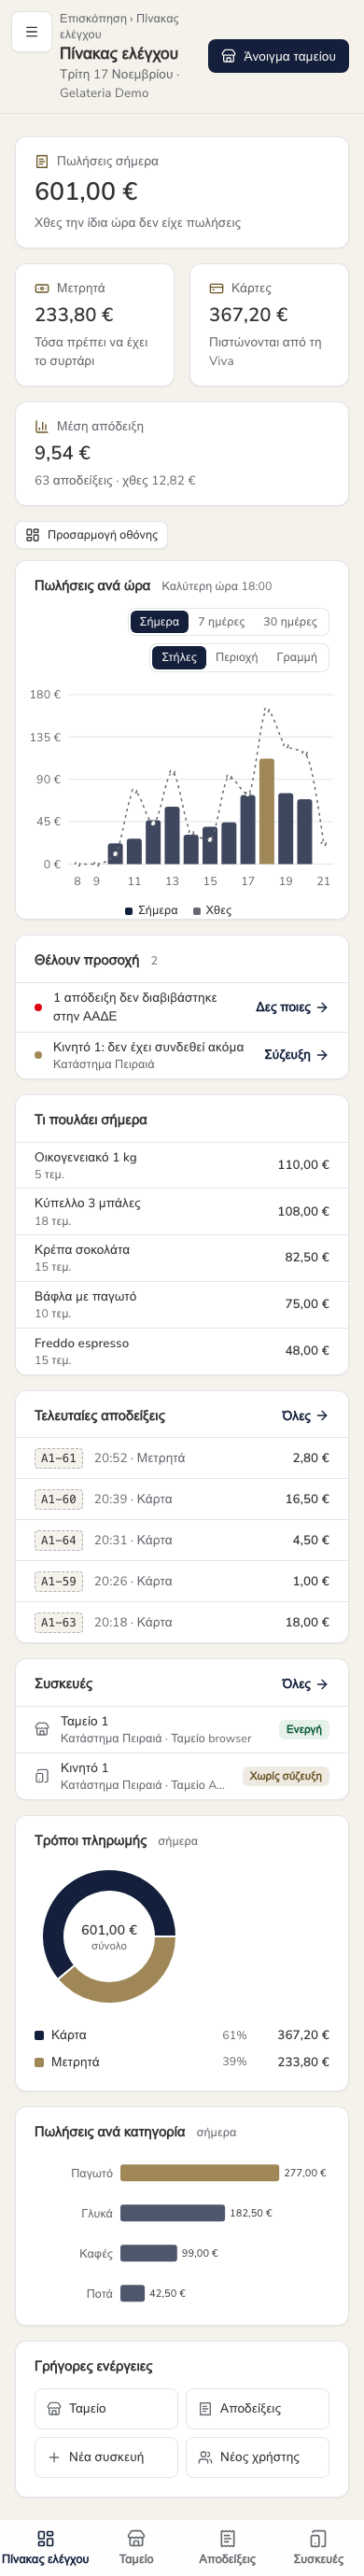 Επισκόπηση › Πίνακας
ελέγχου
Πίνακας ελέγχου
Τρίτη 17 Νοεμβρίου ·
Gelateria Demo
Άνοιγμα ταμείου
Πωλήσεις σήμερα
601,00 €
Χθες την ίδια ώρα δεν είχε πωλήσεις
Μετρητά
233,80 €
Τόσα πρέπει να έχει
το συρτάρι
Κάρτες
367,20 €
Πιστώνονται από τη
Viva
Μέση απόδειξη
9,54 €
63 αποδείξεις · χθες 12,82 €
Προσαρμογή οθόνης
Πωλήσεις ανά ώρα Καλύτερη ώρα 18:00
Σήμερα 7 ημέρες 30 ημέρες
Στήλες Περιοχή Γραμμή
180 €
135 €
90 €
45 €
0 €
8 9 11 13 15 17 19 21
Σήμερα Χθες
Θέλουν προσοχή 2
1 απόδειξη δεν διαβιβάστηκε
στην ΑΑΔΕ
Δες ποιες →
Κινητό 1: δεν έχει συνδεθεί ακόμα
Κατάστημα Πειραιά
Σύζευξη →
Τι πουλάει σήμερα
Οικογενειακό 1 kg
5 τεμ.
110,00 €
Κύπελλο 3 μπάλες
18 τεμ.
108,00 €
Κρέπα σοκολάτα
15 τεμ.
82,50 €
Βάφλα με παγωτό
10 τεμ.
75,00 €
Freddo espresso
15 τεμ.
48,00 €
Τελευταίες αποδείξεις Όλες →
A1-61 20:52 · Μετρητά 2,80 €
A1-60 20:39 · Κάρτα 16,50 €
A1-64 20:31 · Κάρτα 4,50 €
A1-59 20:26 · Κάρτα 1,00 €
A1-63 20:18 · Κάρτα 18,00 €
Συσκευές Όλες →
Ταμείο 1
Κατάστημα Πειραιά · Ταμείο browser
Ενεργή
Κινητό 1
Κατάστημα Πειραιά · Ταμείο A...
Χωρίς σύζευξη
Τρόποι πληρωμής σήμερα
601,00 €
σύνολο
Κάρτα 61% 367,20 €
Μετρητά 39% 233,80 €
Πωλήσεις ανά κατηγορία σήμερα
Παγωτό 277,00 €
Γλυκά 182,50 €
Καφές 99,00 €
Ποτά 42,50 €
Γρήγορες ενέργειες
Ταμείο Αποδείξεις
Νέα συσκευή Νέος χρήστης
Πίνακας ελέγχου Ταμείο Αποδείξεις Συσκευές